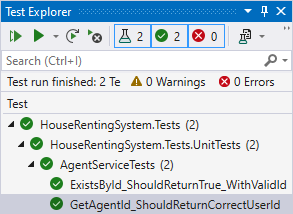 Test Explorer
2 2 0
Search (Ctrl+E)
Test run finished: 2 Te 0 Warnings 0 Errors
Test
HouseRentingSystem.Tests (2)
HouseRentingSystem.Tests.UnitTests (2)
AgentServiceTests (2)
ExistsById_ShouldReturnTrue_WithValidId
GetAgentId_ShouldReturnCorrectUserId